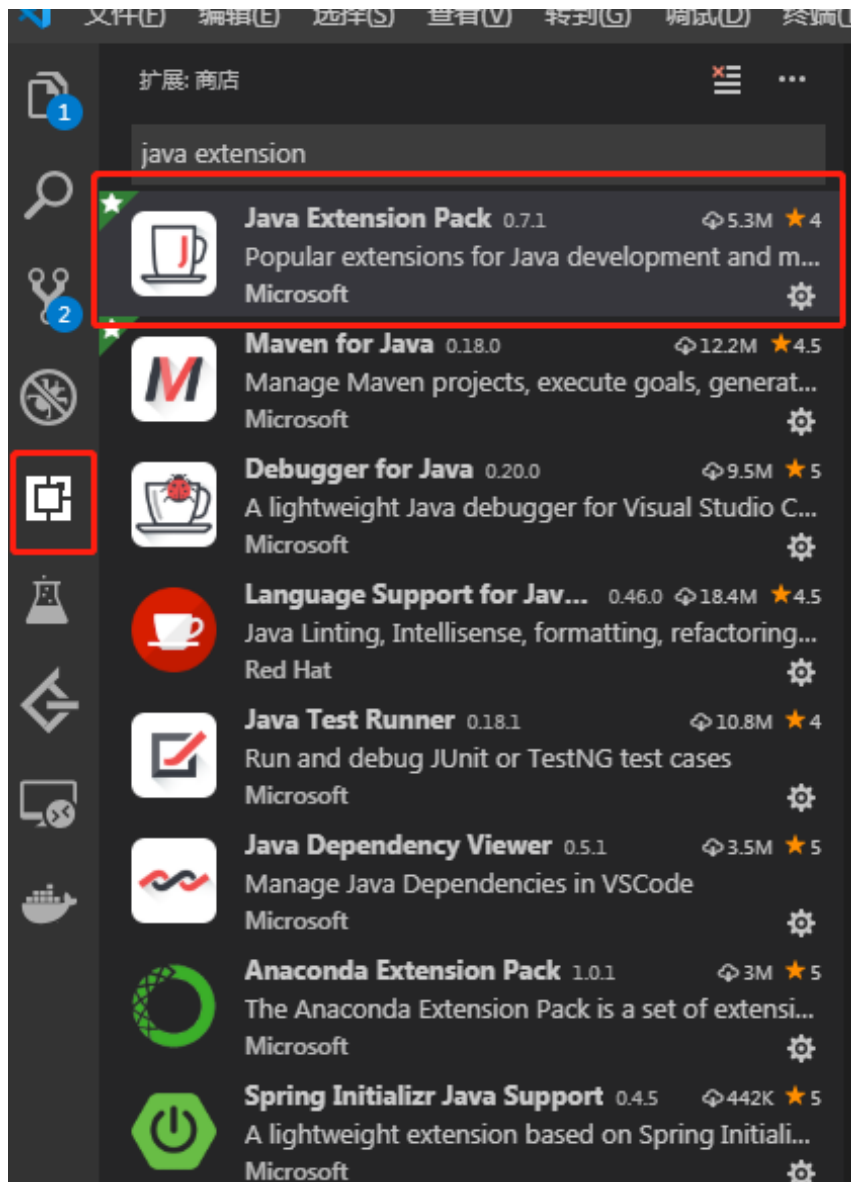 文件(F) 编辑(E) 选择(S) 查看(V) 转到(G) 调试(D) 终端(
扩展: 商店
1
java extension
Java Extension Pack 0.7.1 5.3M 4
Popular extensions for Java development and m...
Microsoft
2
Maven for Java 0.18.0 12.2M 4.5
Manage Maven projects, execute goals, generat...
Microsoft
Debugger for Java 0.20.0 9.5M 5
A lightweight Java debugger for Visual Studio C...
Microsoft
Language Support for Jav... 0.46.0 18.4M 4.5
Java Linting, Intellisense, formatting, refactoring...
Red Hat
Java Test Runner 0.18.1 10.8M 4
Run and debug JUnit or TestNG test cases
Microsoft
Java Dependency Viewer 0.5.1 3.5M 5
Manage Java Dependencies in VSCode
Microsoft
Anaconda Extension Pack 1.0.1 3M 5
The Anaconda Extension Pack is a set of extensi...
Microsoft
Spring Initializr Java Support 0.4.5 442K 5
A lightweight extension based on Spring Initiali...
Microsoft